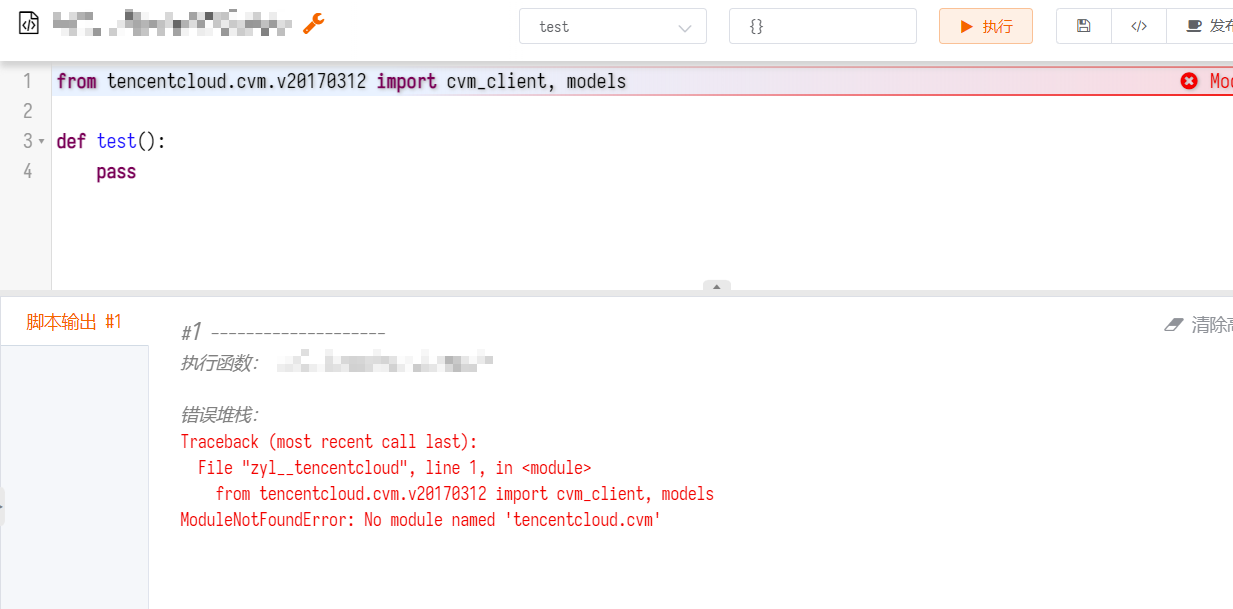 test
{}
执行
</>
发布
1 from tencentcloud.cvm.v20170312 import cvm_client, models
2
3 def test():
4     pass
脚本输出 #1
#1 --------------------
清除
执行函数:
错误堆栈:
Traceback (most recent call last):
  File "zyl__tencentcloud", line 1, in <module>
    from tencentcloud.cvm.v20170312 import cvm_client, models
ModuleNotFoundError: No module named 'tencentcloud.cvm'